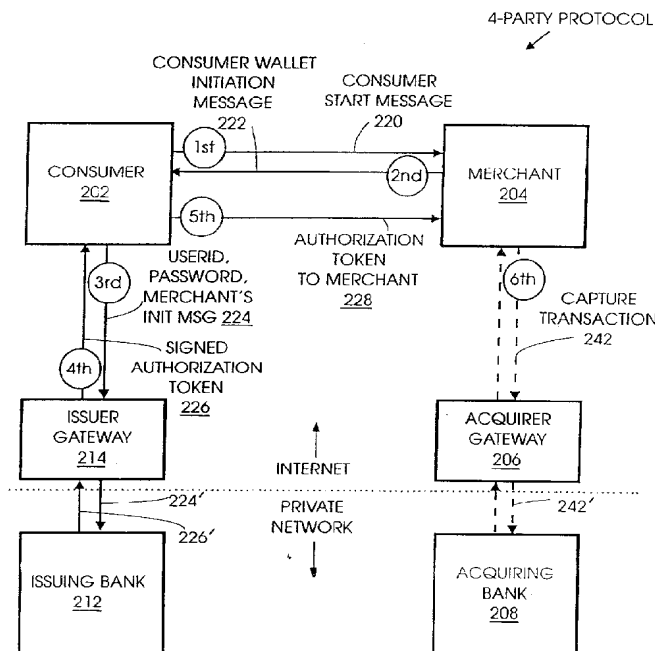 4-PARTY PROTOCOL
CONSUMER WALLET
INITIATION
MESSAGE
222
CONSUMER
START MESSAGE
220
1st
CONSUMER
202
MERCHANT
204
2nd
5th
AUTHORIZATION
TOKEN
TO MERCHANT
228
3rd
USERID,
PASSWORD,
MERCHANT'S
INIT MSG 224
6th
CAPTURE
TRANSACTION
242
4th
SIGNED
AUTHORIZATION
TOKEN
226
ISSUER
GATEWAY
214
ACQUIRER
GATEWAY
206
INTERNET
PRIVATE
NETWORK
224'
226'
242'
ISSUING BANK
212
ACQUIRING
BANK
208